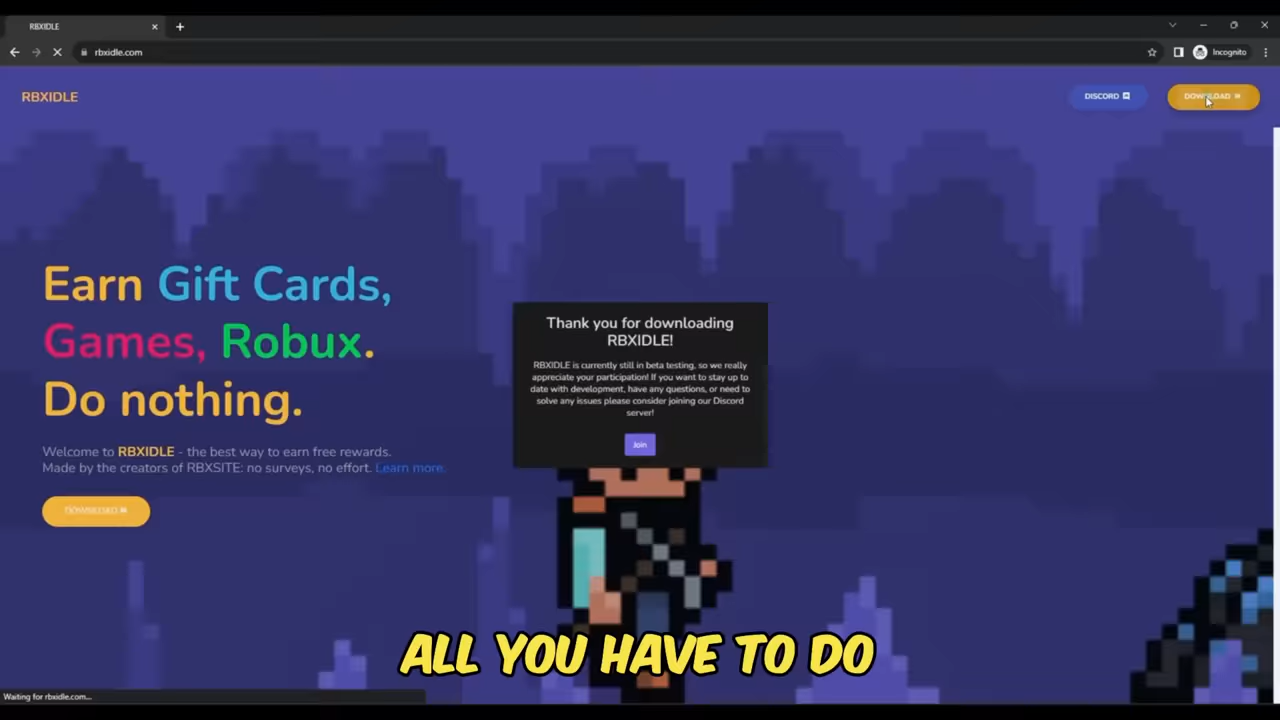 RBXIDLE
rbxidle.com
Incognito
RBXIDLE
DISCORD
DOWNLOAD
Earn Gift Cards,
Games, Robux.
Do nothing.
Welcome to RBXIDLE - the best way to earn free rewards.
Made by the creators of RBXSITE: no surveys, no effort. Learn more.
DOWNLOAD
Thank you for downloading
RBXIDLE!
RBXIDLE is currently still in beta testing, so we really
appreciate your participation! If you want to stay up to
date with development, have any questions, or need to
solve any issues please consider joining our Discord
server!
Join
ALL YOU HAVE TO DO
Waiting for rbxidle.com...